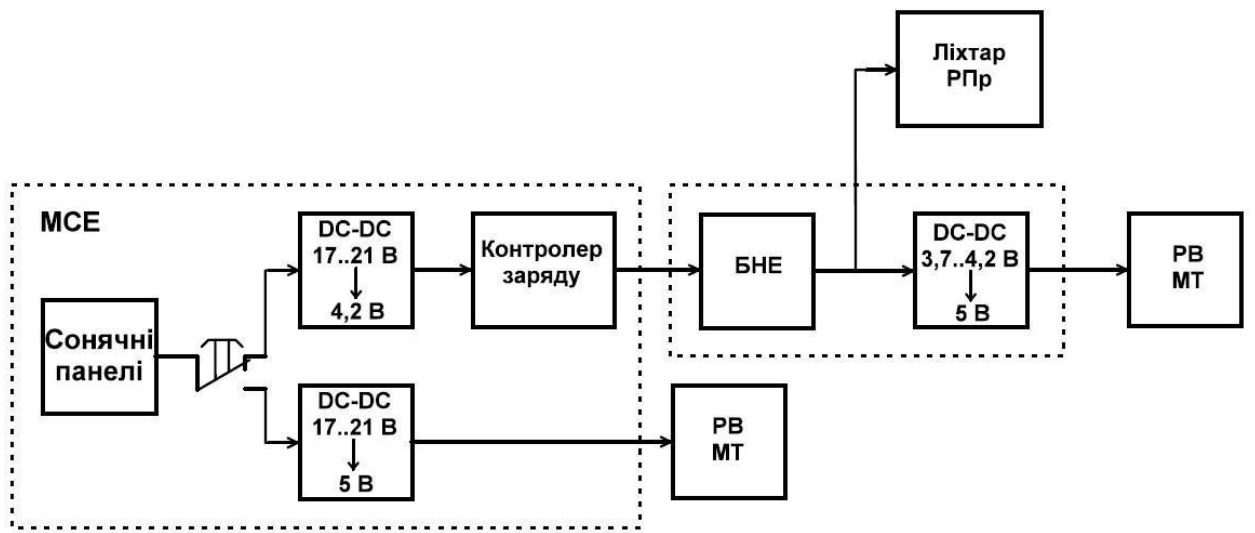 Ліхтар
РПр
МСЕ
DC-DC
17..21 В
4,2 В
Контролер
заряду
БНЕ
DC-DC
3,7..4,2 В
5 В
РВ
МТ
Сонячні
панелі
DC-DC
17..21 В
5 В
РВ
МТ